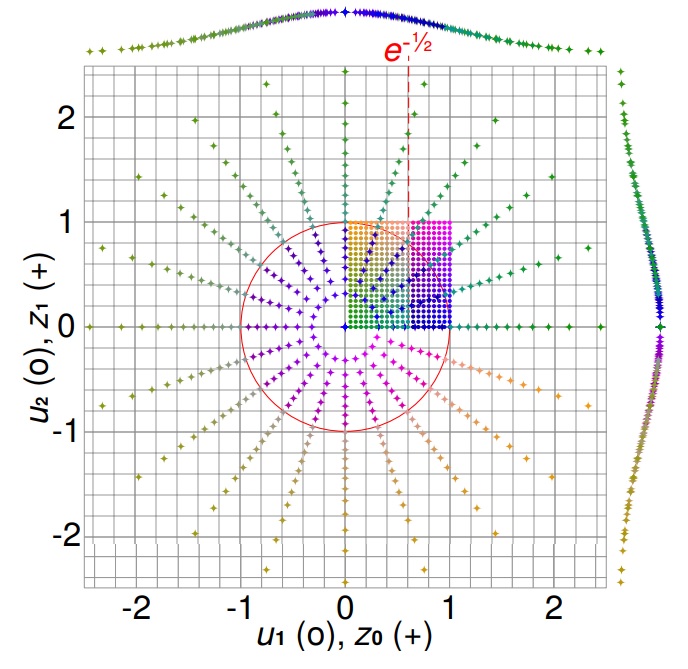 e⁻½
2
1
0
-1
-2
u₂ (o), z₁ (+)
-2 -1 0 1 2
u₁ (o), z₀ (+)